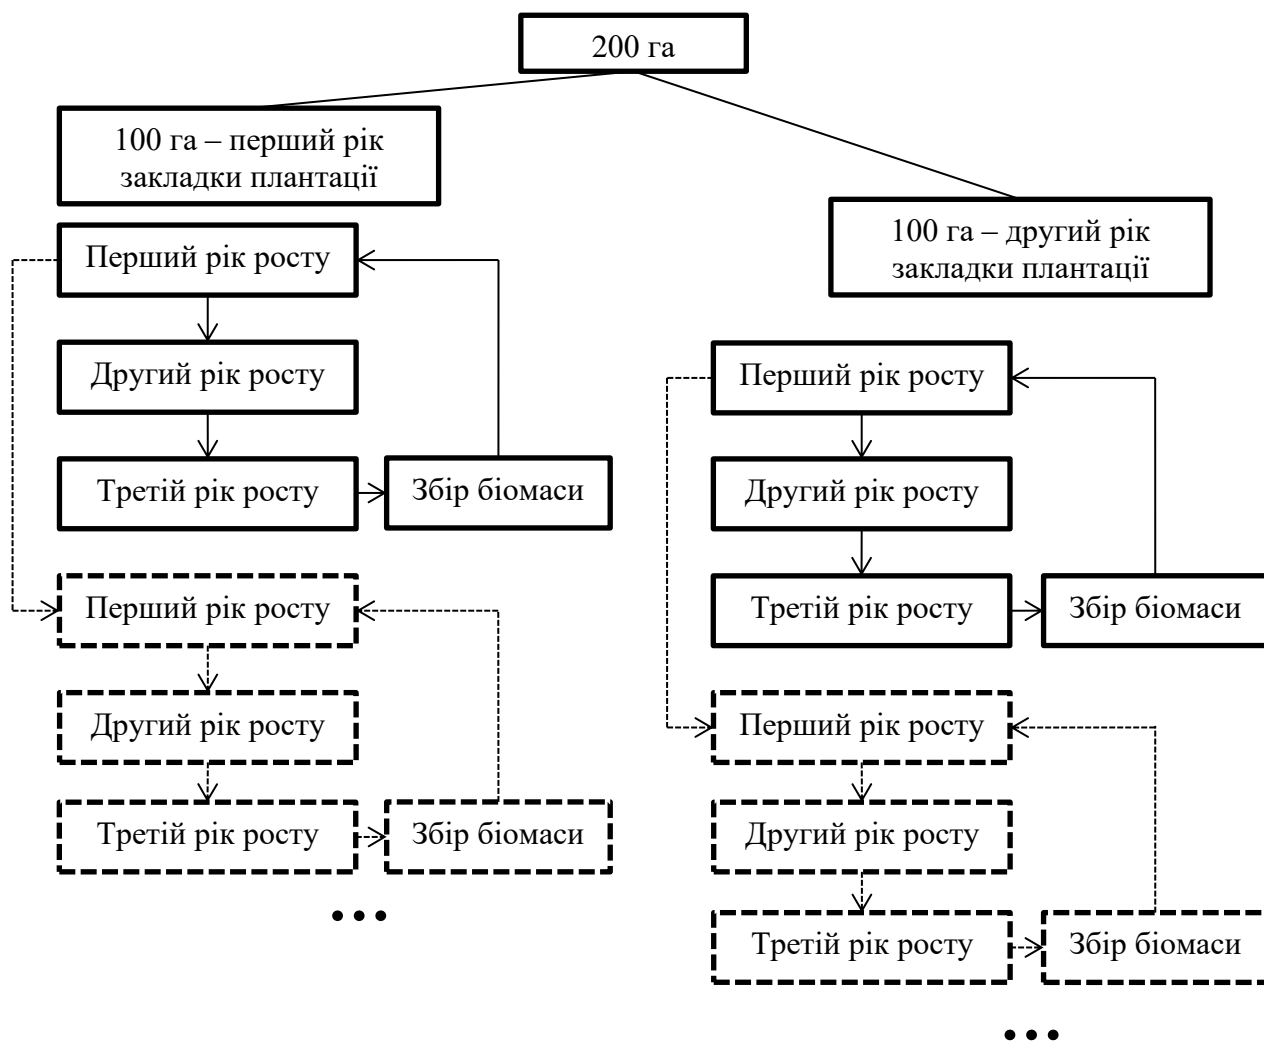 200 га
100 га – перший рік
закладки плантації
Перший рік росту
Другий рік росту
Третій рік росту
Збір біомаси
Перший рік росту
Другий рік росту
Третій рік росту
Збір біомаси
...
100 га – другий рік
закладки плантації
Перший рік росту
Другий рік росту
Третій рік росту
Збір біомаси
Перший рік росту
Другий рік росту
Третій рік росту
Збір біомаси
...